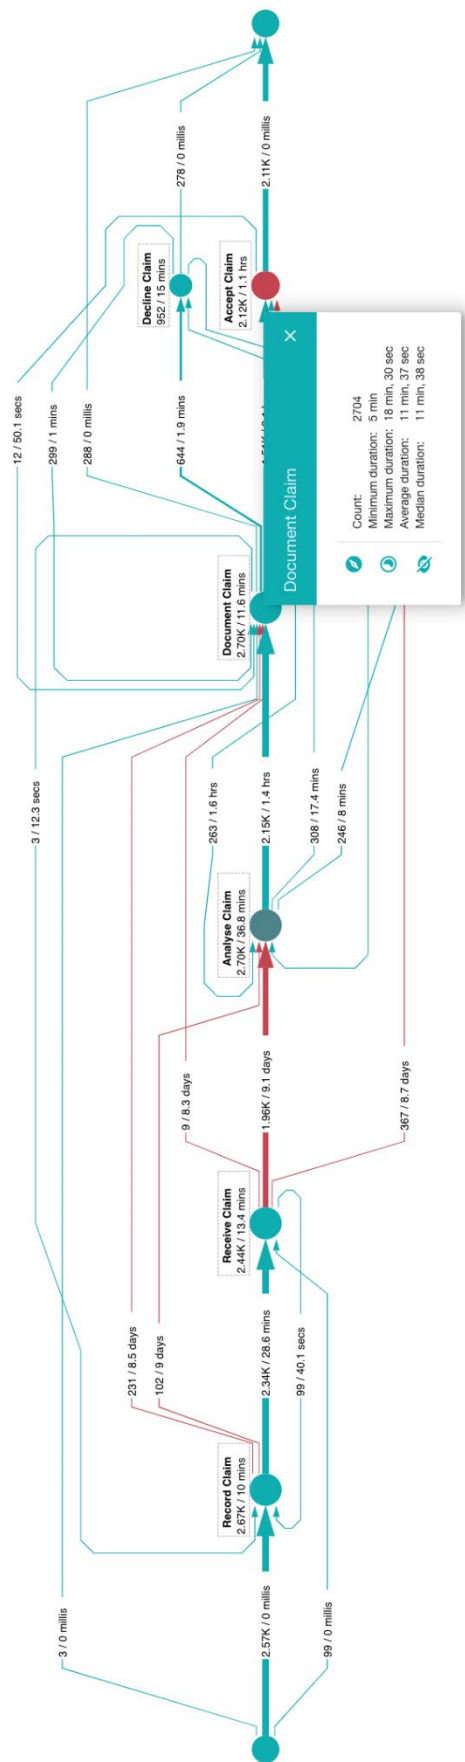 3 / 0 millis
2.57K / 0 millis
99 / 0 millis
Record Claim
2.67K / 10 mins
231 / 8.5 days
102 / 9 days
2.34K / 28.6 mins
99 / 40.1 secs
Receive Claim
2.44K / 13.4 mins
3 / 12.3 secs
9 / 8.3 days
1.96K / 9.1 days
367 / 8.7 days
Analyse Claim
2.70K / 36.8 mins
263 / 1.6 hrs
2.15K / 1.4 hrs
308 / 17.4 mins
246 / 8 mins
Document Claim
2.70K / 11.6 mins
12 / 50.1 secs
299 / 1 mins
288 / 0 millis
644 / 1.9 mins
Decline Claim
952 / 15 mins
278 / 0 millis
Accept Claim
2.12K / 1.1 hrs
2.11K / 0 millis
Document Claim ×
Count: 2704
Minimum duration: 5 min
Maximum duration: 18 min, 30 sec
Average duration: 11 min, 37 sec
Median duration: 11 min, 38 sec